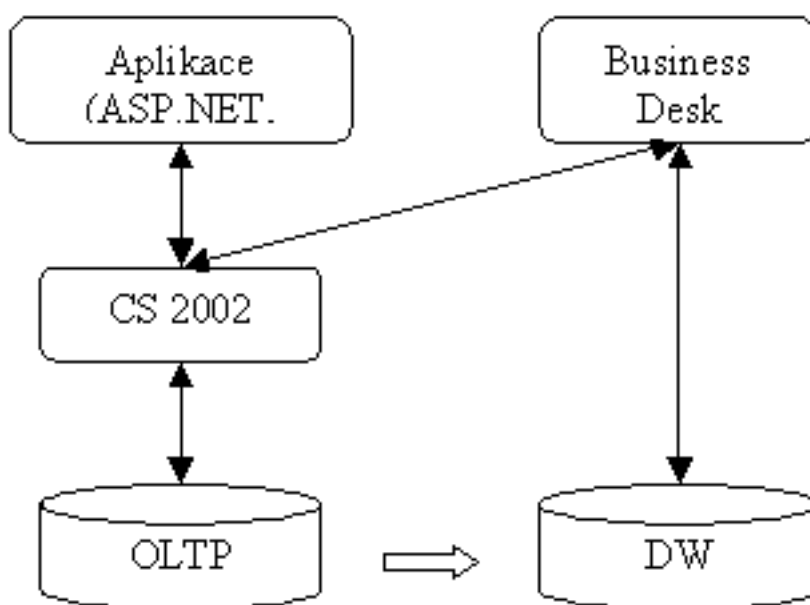 Aplikace
(ASP.NET.
Business
Desk
CS 2002
OLTP
DW